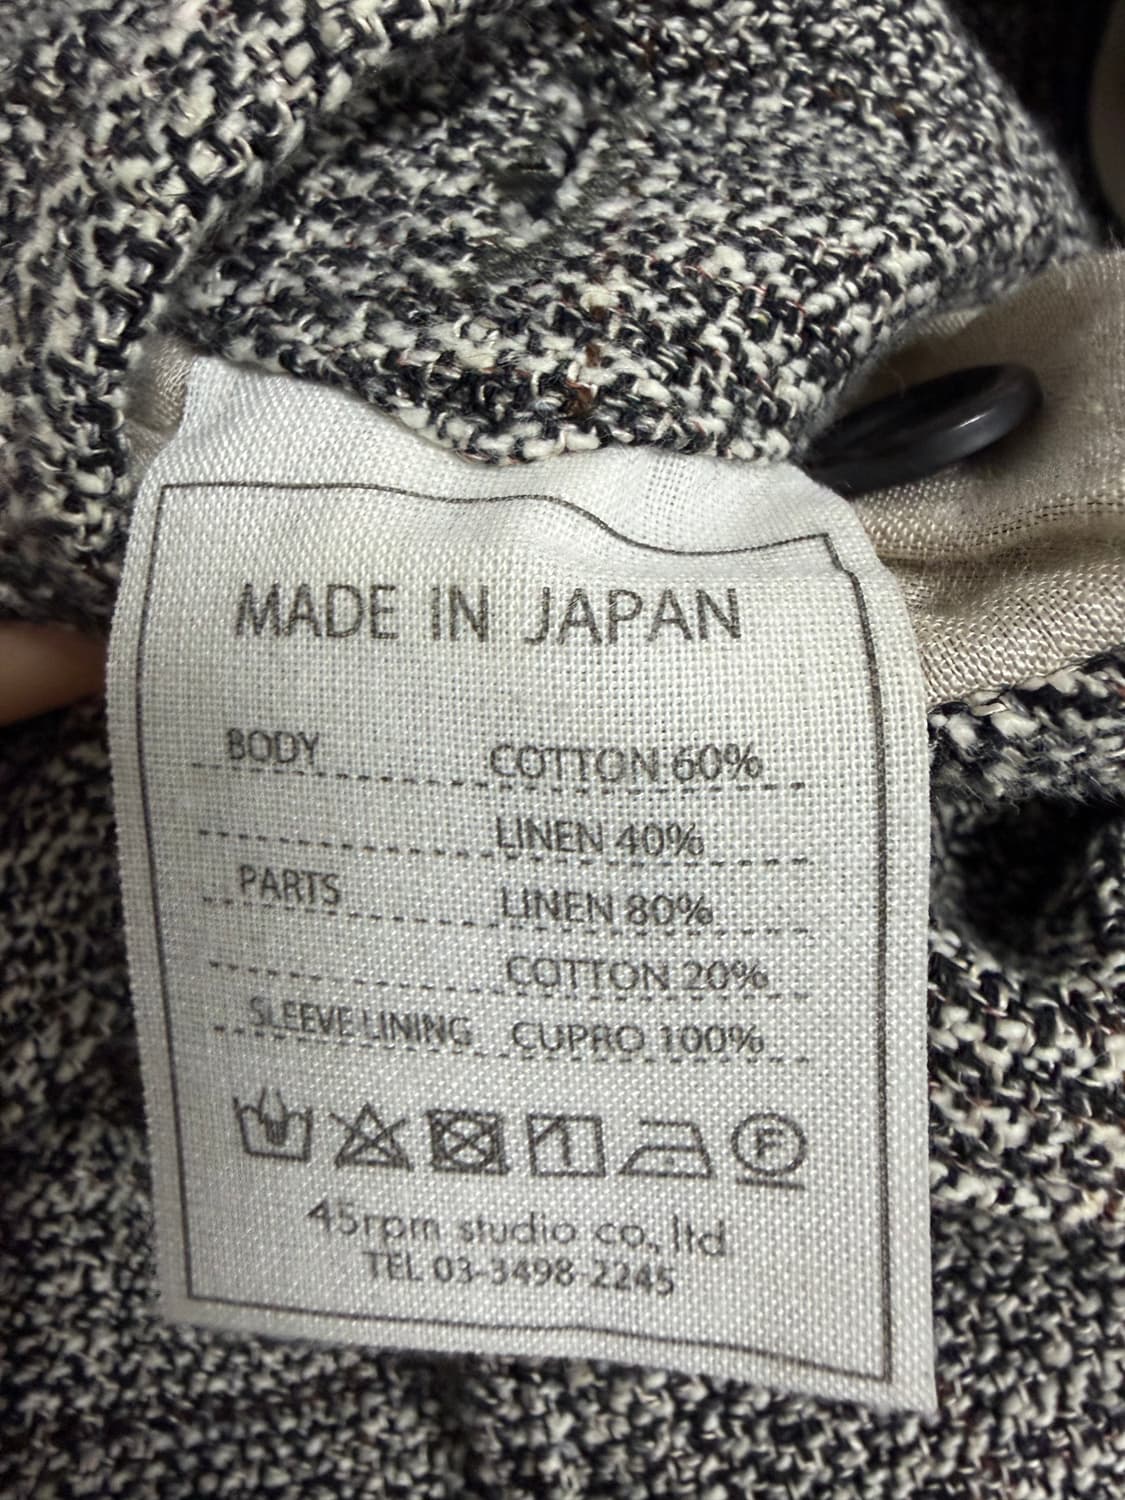 MADE IN JAPAN
BODY COTTON 60%
LINEN 40%
PARTS LINEN 80%
COTTON 20%
SLEEVE LINING CUPRO 100%
F
45rpm studio co., ltd
TEL 03-3498-2245